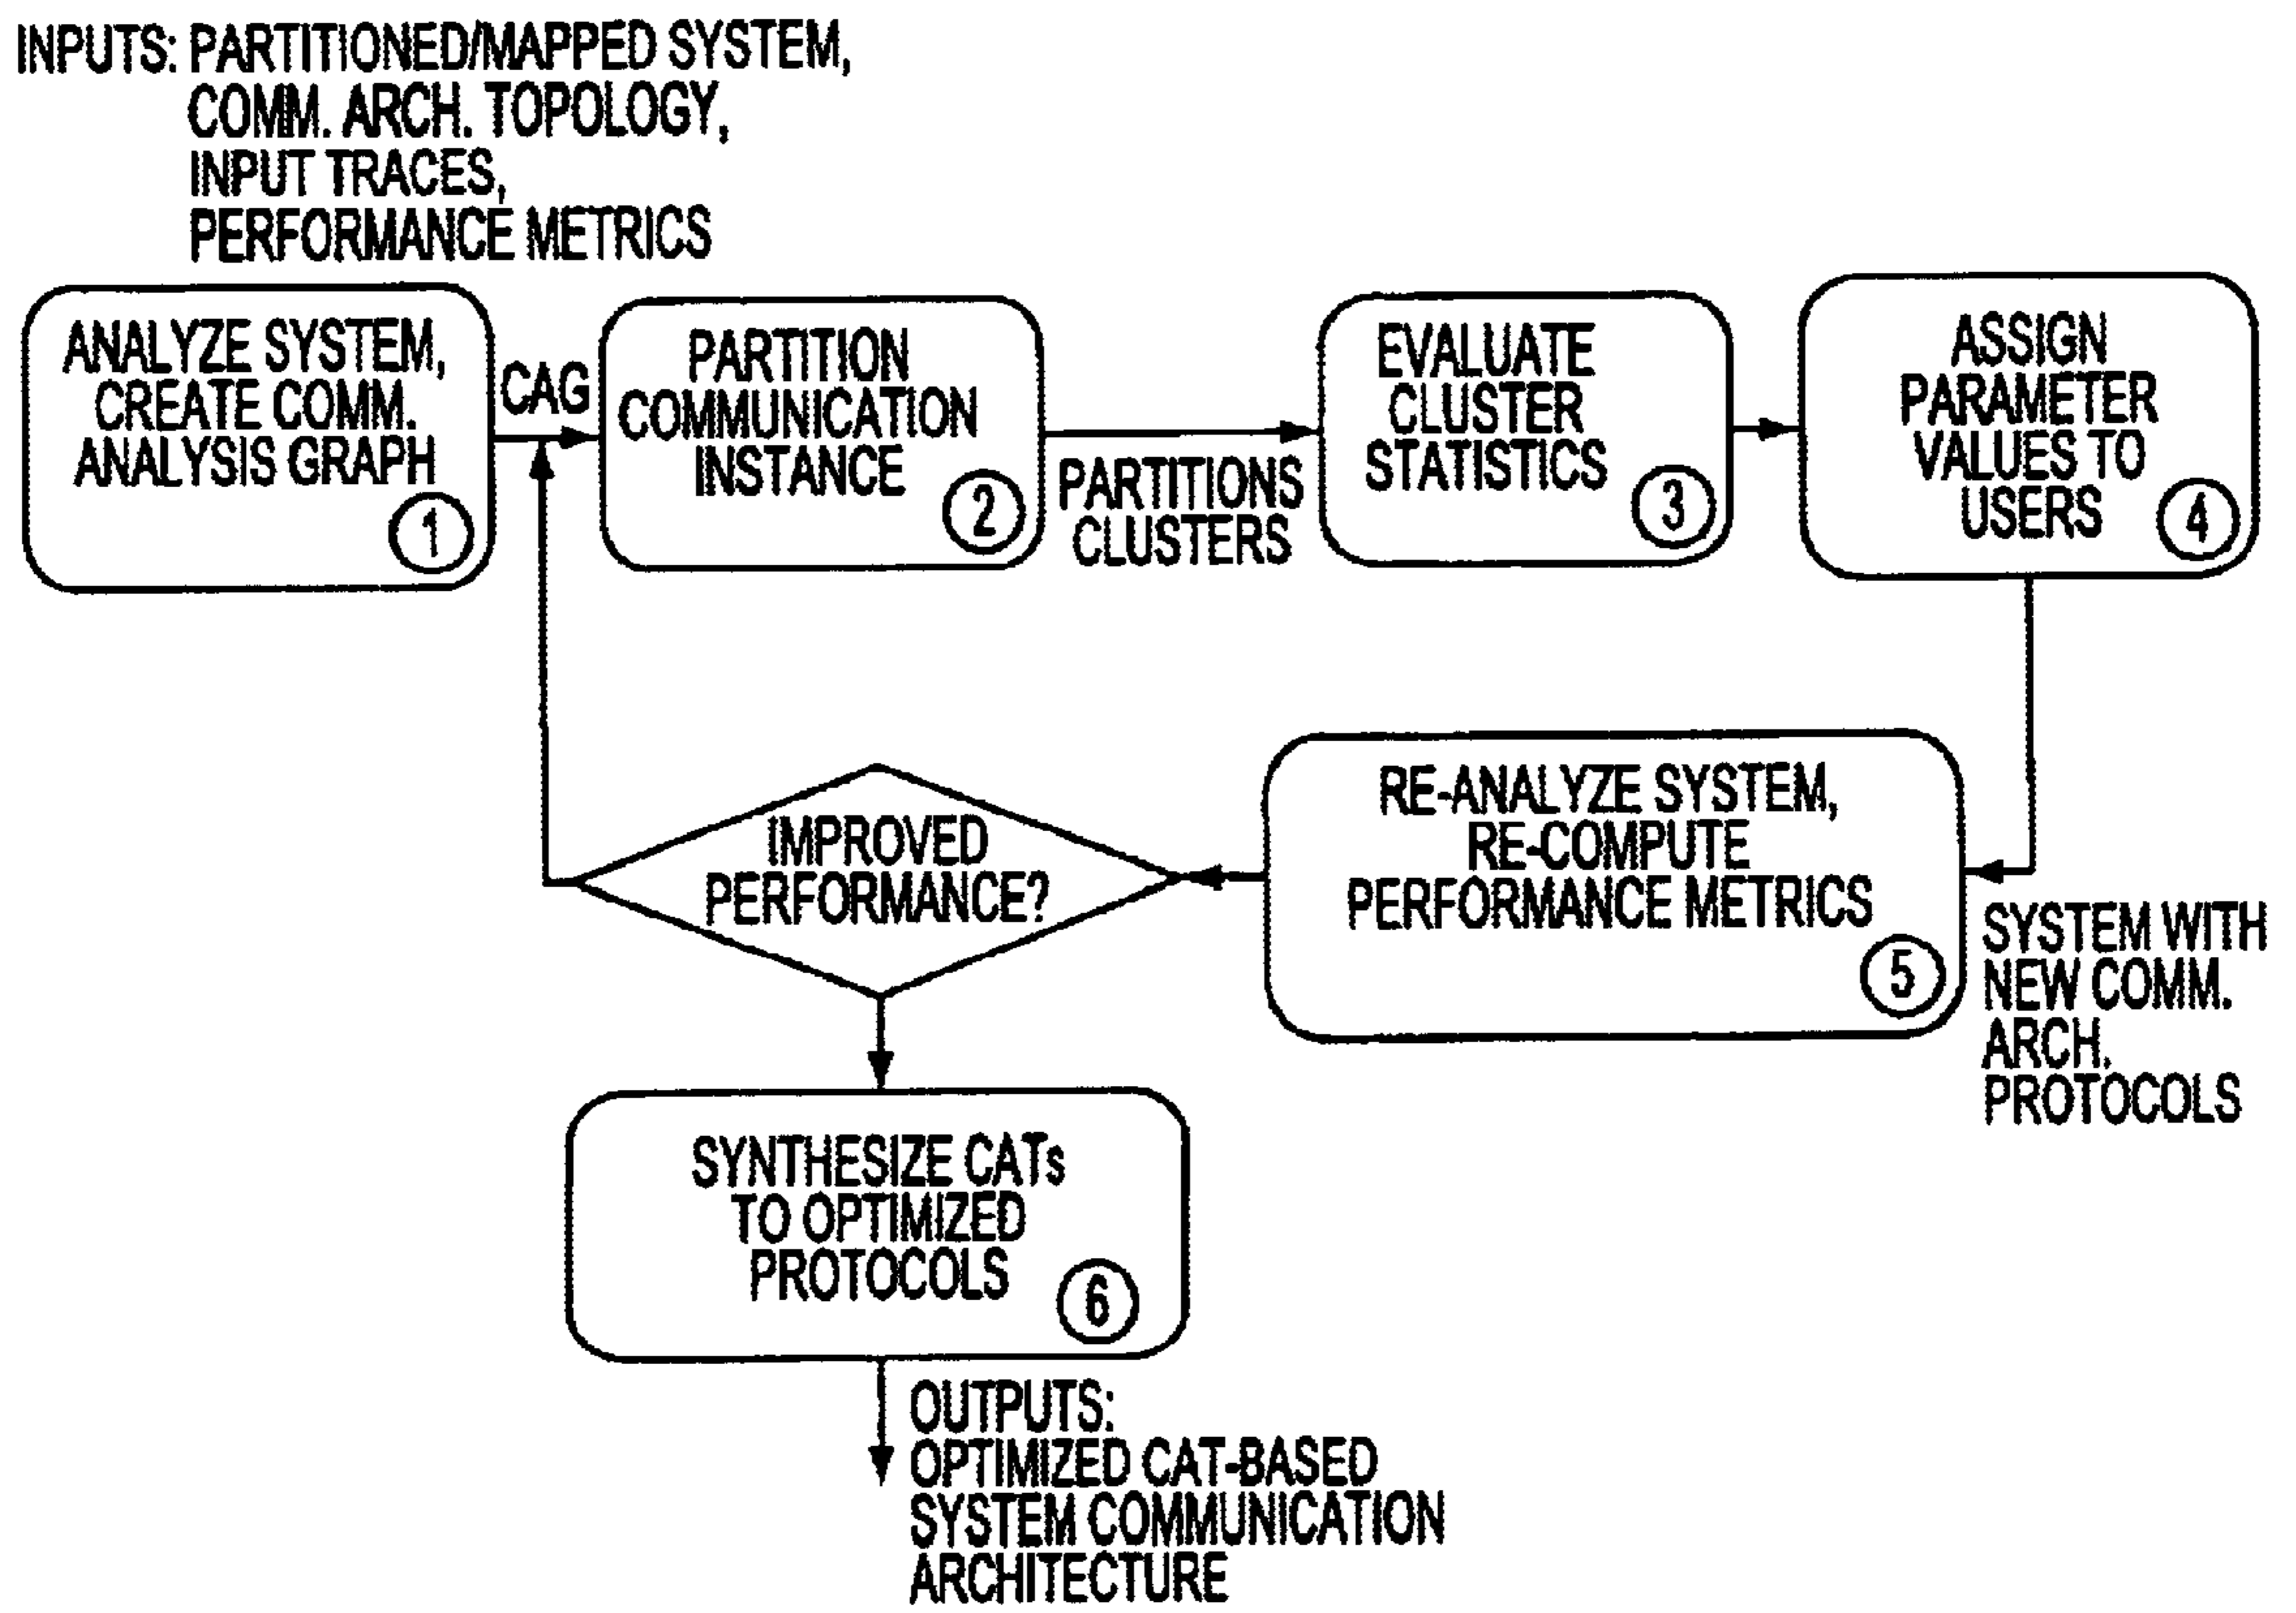 INPUTS: PARTITIONED/MAPPED SYSTEM,
COMM. ARCH. TOPOLOGY,
INPUT TRACES,
PERFORMANCE METRICS
ANALYZE SYSTEM,
CREATE COMM.
ANALYSIS GRAPH
1
CAG
PARTITION
COMMUNICATION
INSTANCE
2
PARTITIONS
CLUSTERS
EVALUATE
CLUSTER
STATISTICS
3
ASSIGN
PARAMETER
VALUES TO
USERS
4
SYSTEM WITH
NEW COMM.
ARCH.
PROTOCOLS
RE-ANALYZE SYSTEM,
RE-COMPUTE
PERFORMANCE METRICS
5
IMPROVED
PERFORMANCE?
SYNTHESIZE CATs
TO OPTIMIZED
PROTOCOLS
6
OUTPUTS:
OPTIMIZED CAT-BASED
SYSTEM COMMUNICATION
ARCHITECTURE